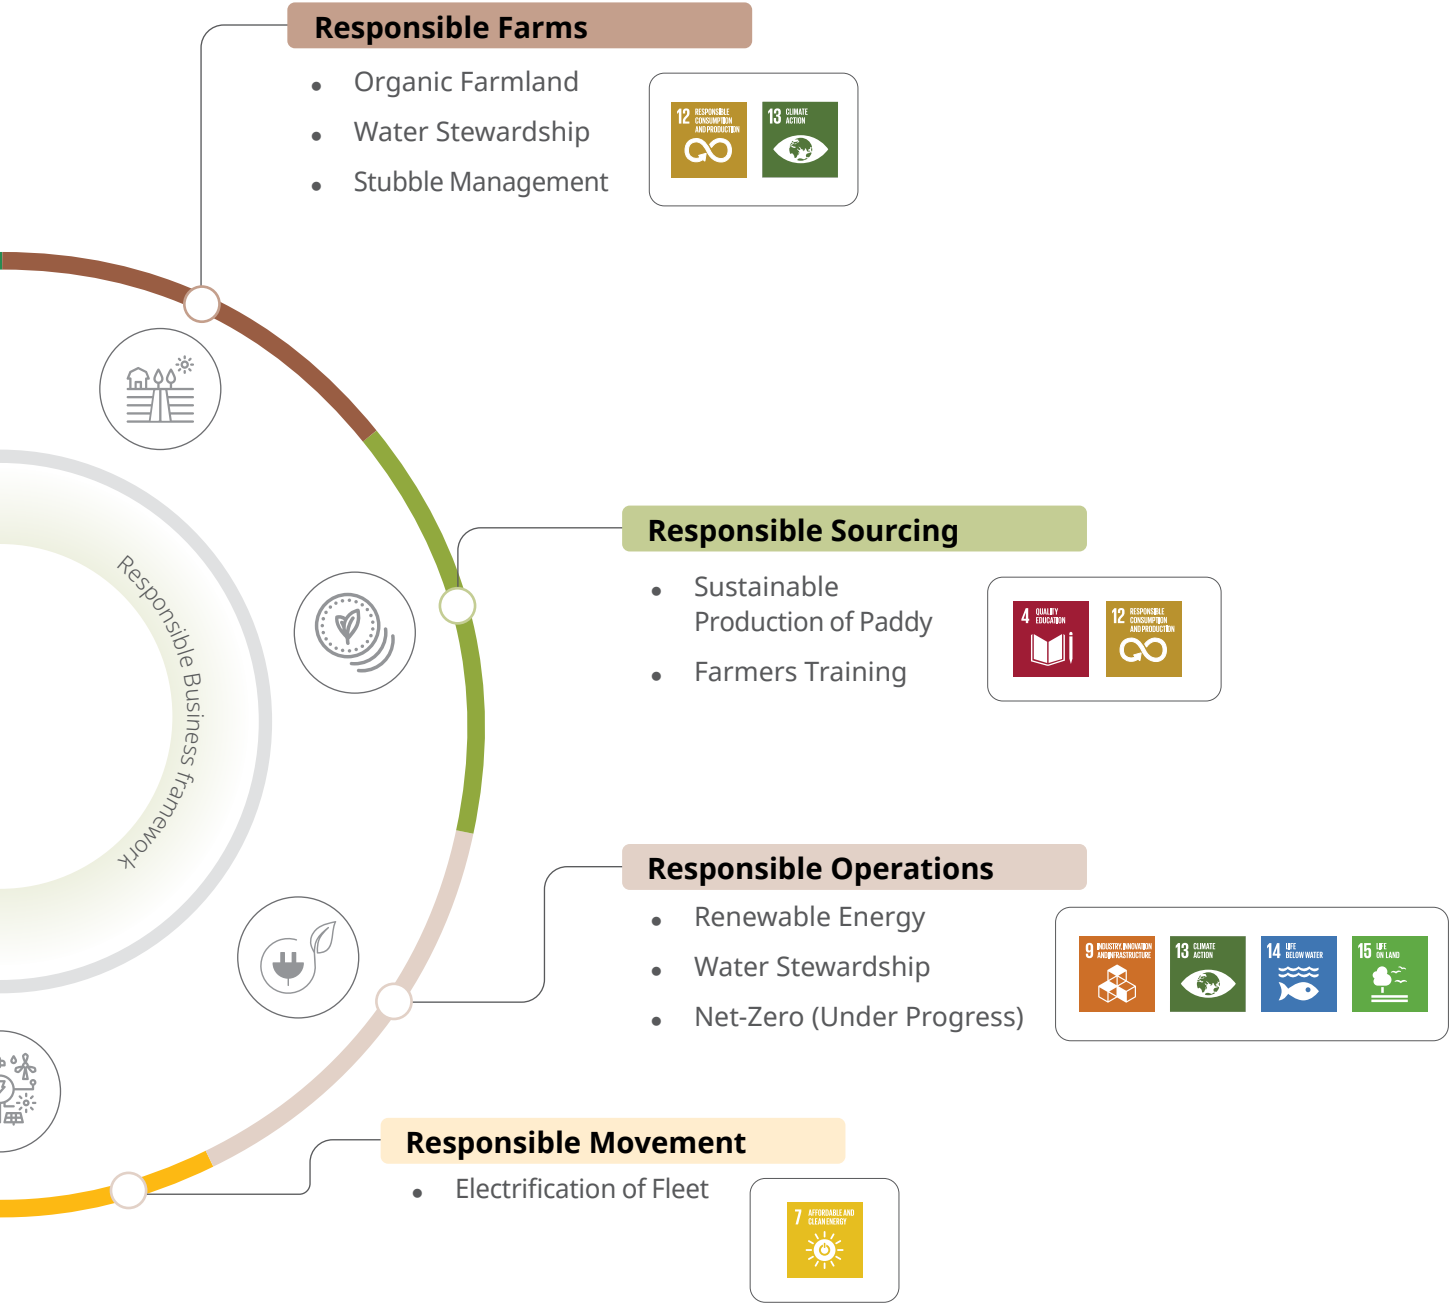 Responsible Farms
• Organic Farmland
• Water Stewardship
• Stubble Management
12 RESPONSIBLE
CONSUMPTION
AND PRODUCTION
13 CLIMATE
ACTION
Responsible Business framework
Responsible Sourcing
• Sustainable
Production of Paddy
• Farmers Training
4 QUALITY
EDUCATION
12 RESPONSIBLE
CONSUMPTION
AND PRODUCTION
Responsible Operations
• Renewable Energy
• Water Stewardship
• Net-Zero (Under Progress)
9 INDUSTRY, INNOVATION
AND INFRASTRUCTURE
13 CLIMATE
ACTION
14 LIFE
BELOW WATER
15 LIFE
ON LAND
Responsible Movement
• Electrification of Fleet
7 AFFORDABLE AND
CLEAN ENERGY